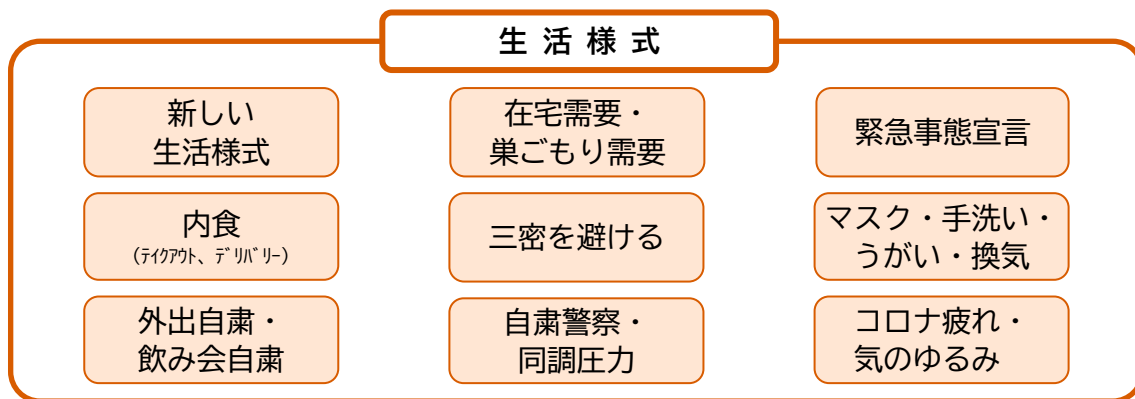 生活様式
新しい
生活様式
在宅需要・
巣ごもり需要
緊急事態宣言
内食
(ﾃｲｸｱｳﾄ、ﾃﾞﾘﾊﾞﾘｰ)
三密を避ける
マスク・手洗い・
うがい・換気
外出自粛・
飲み会自粛
自粛警察・
同調圧力
コロナ疲れ・
気のゆるみ